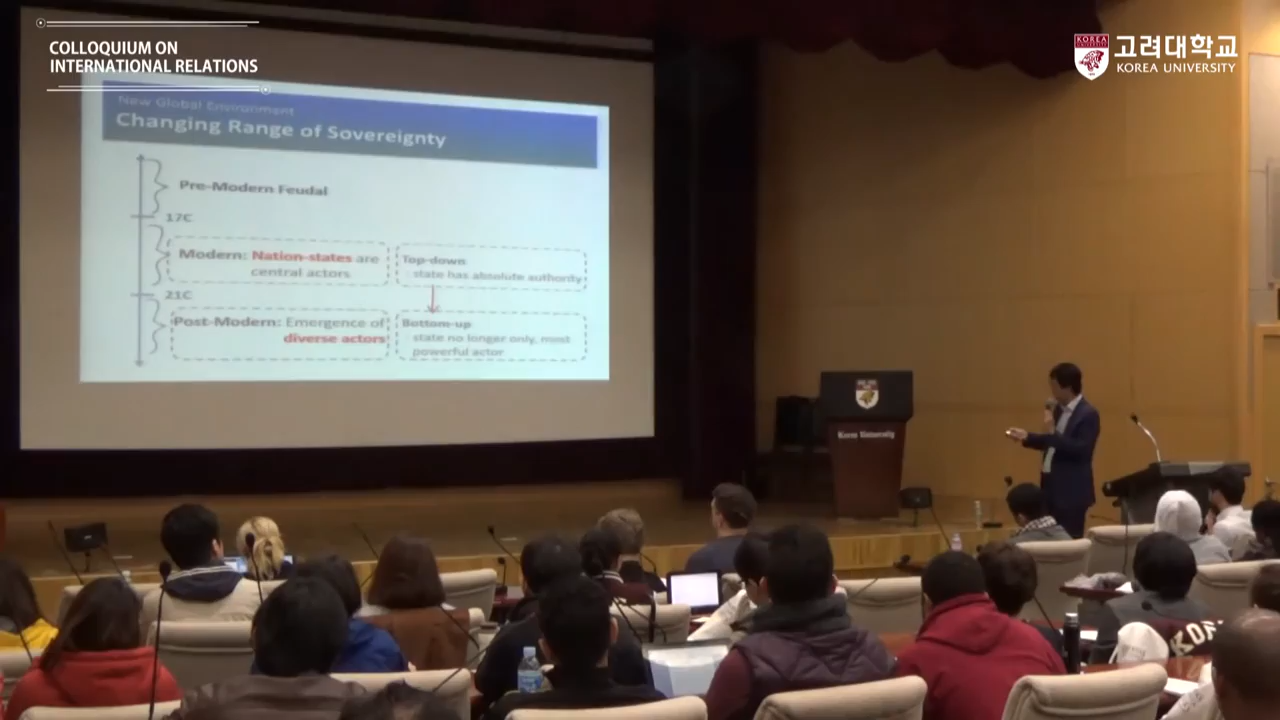 COLLOQUIUM ON
INTERNATIONAL RELATIONS
KOREA
고려대학교
KOREA UNIVERSITY
New Global Environment
Changing Range of Sovereignty
Pre-Modern Feudal
17C
Modern: Nation-states are
central actors
Top-down
: state has absolute authority
21C
Post-Modern: Emergence of
diverse actors
Bottom-up
state no longer only, most
powerful actor
Korea University